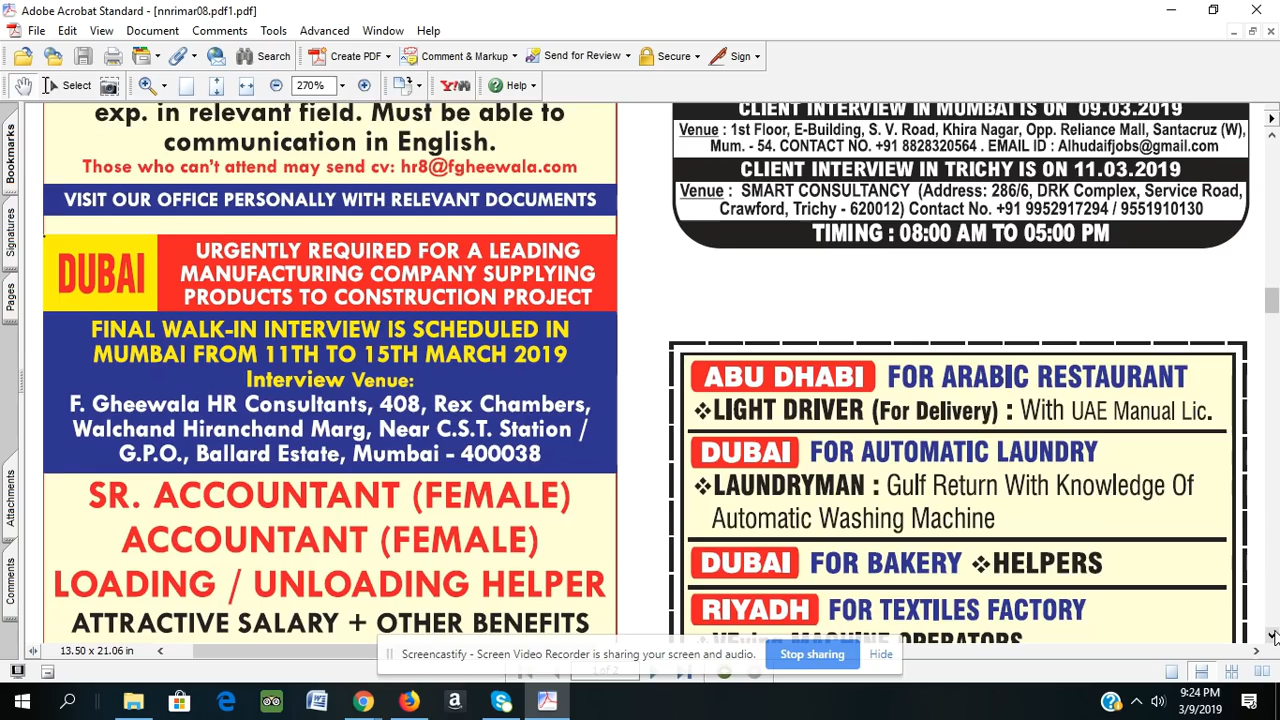 Adobe Acrobat Standard - [nnrimar08.pdf1.pdf]
File Edit View Document Comments Tools Advanced Window Help
Search Create PDF Comment & Markup Send for Review Secure Sign
Select 270% Y! Help
Bookmarks
Signatures
Pages
Attachments
Comments
exp. in relevant field. Must be able to
communication in English.
Those who can't attend may send cv: hr8@fgheewala.com
VISIT OUR OFFICE PERSONALLY WITH RELEVANT DOCUMENTS
DUBAI
URGENTLY REQUIRED FOR A LEADING
MANUFACTURING COMPANY SUPPLYING
PRODUCTS TO CONSTRUCTION PROJECT
FINAL WALK-IN INTERVIEW IS SCHEDULED IN
MUMBAI FROM 11TH TO 15TH MARCH 2019
Interview Venue:
F. Gheewala HR Consultants, 408, Rex Chambers,
Walchand Hiranchand Marg, Near C.S.T. Station /
G.P.O., Ballard Estate, Mumbai - 400038
SR. ACCOUNTANT (FEMALE)
ACCOUNTANT (FEMALE)
LOADING / UNLOADING HELPER
ATTRACTIVE SALARY + OTHER BENEFITS
CLIENT INTERVIEW IN MUMBAI IS ON 09.03.2019
Venue : 1st Floor, E-Building, S. V. Road, Khira Nagar, Opp. Reliance Mall, Santacruz (W),
Mum. - 54. CONTACT NO. +91 8828320564 . EMAIL ID : Alhudaifjobs@gmail.com
CLIENT INTERVIEW IN TRICHY IS ON 11.03.2019
Venue : SMART CONSULTANCY (Address: 286/6, DRK Complex, Service Road,
Crawford, Trichy - 620012) Contact No. +91 9952917294 / 9551910130
TIMING : 08:00 AM TO 05:00 PM
ABU DHABI FOR ARABIC RESTAURANT
❖LIGHT DRIVER (For Delivery) : With UAE Manual Lic.
DUBAI FOR AUTOMATIC LAUNDRY
❖LAUNDRYMAN : Gulf Return With Knowledge Of
Automatic Washing Machine
DUBAI FOR BAKERY ❖HELPERS
RIYADH FOR TEXTILES FACTORY
MACHINE OPERATORS
13.50 x 21.06 in
Screencastify - Screen Video Recorder is sharing your screen and audio. Stop sharing Hide
1 of 2
9:24 PM
3/9/2019